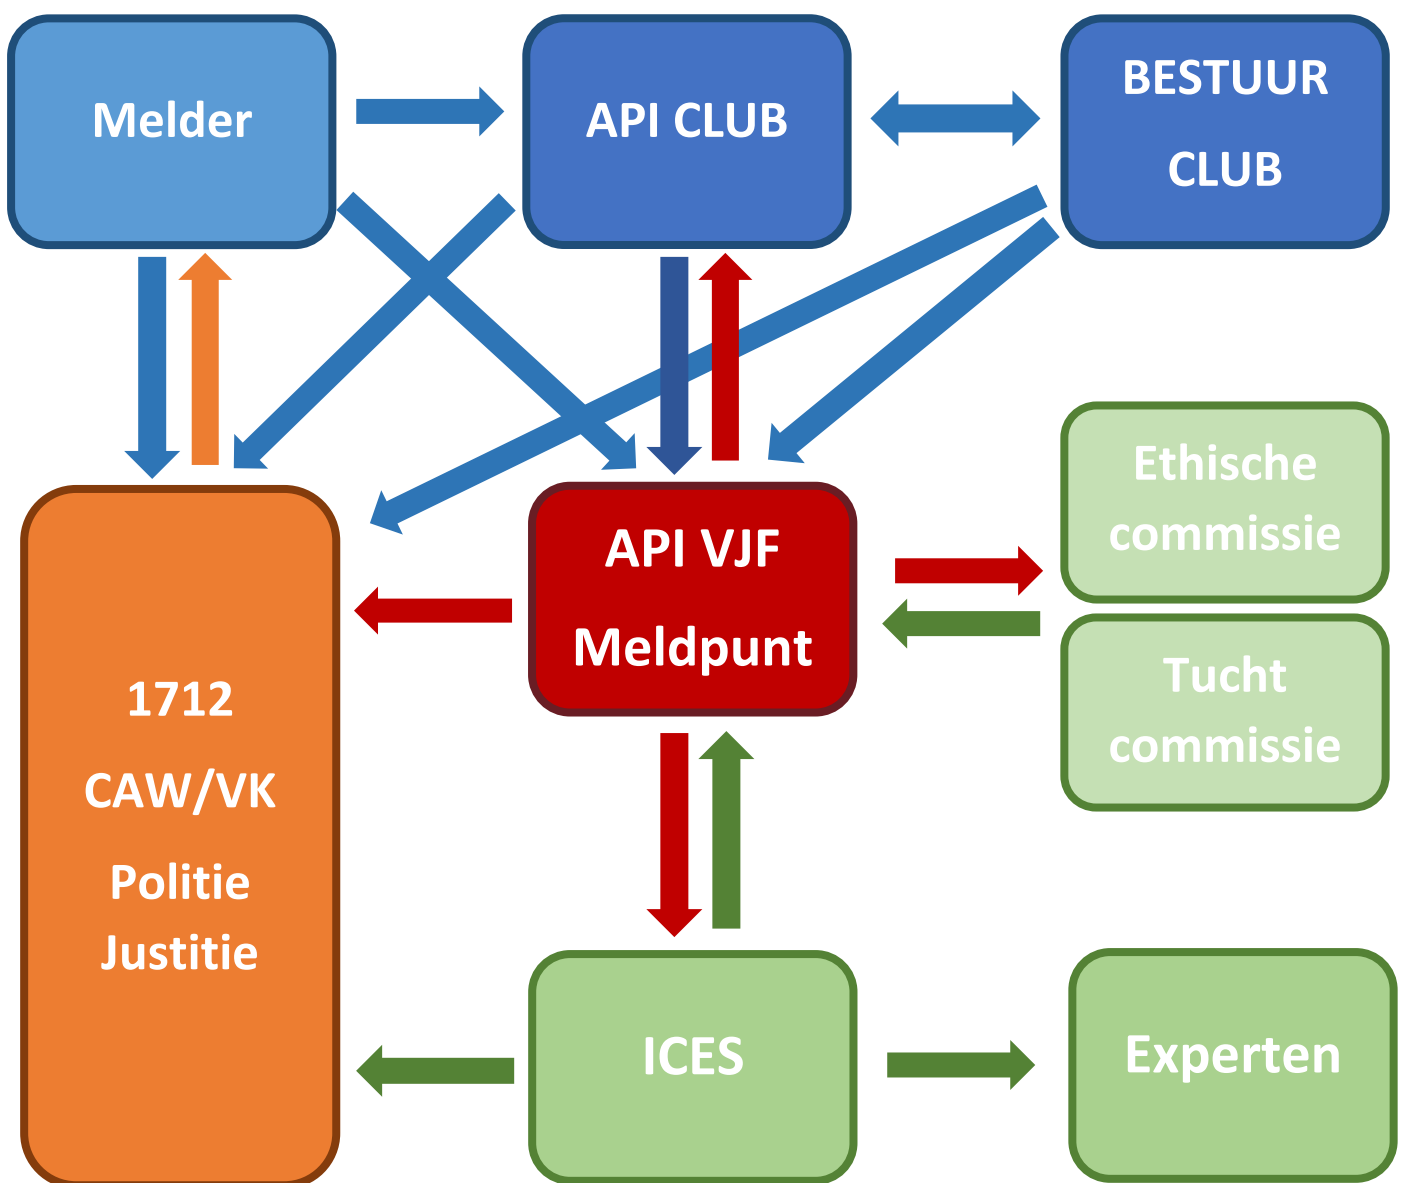 Melder
API CLUB
BESTUUR
CLUB
Ethische
commissie
API VJF
Meldpunt
Tucht
commissie
1712
CAW/VK
Politie
Justitie
ICES
Experten